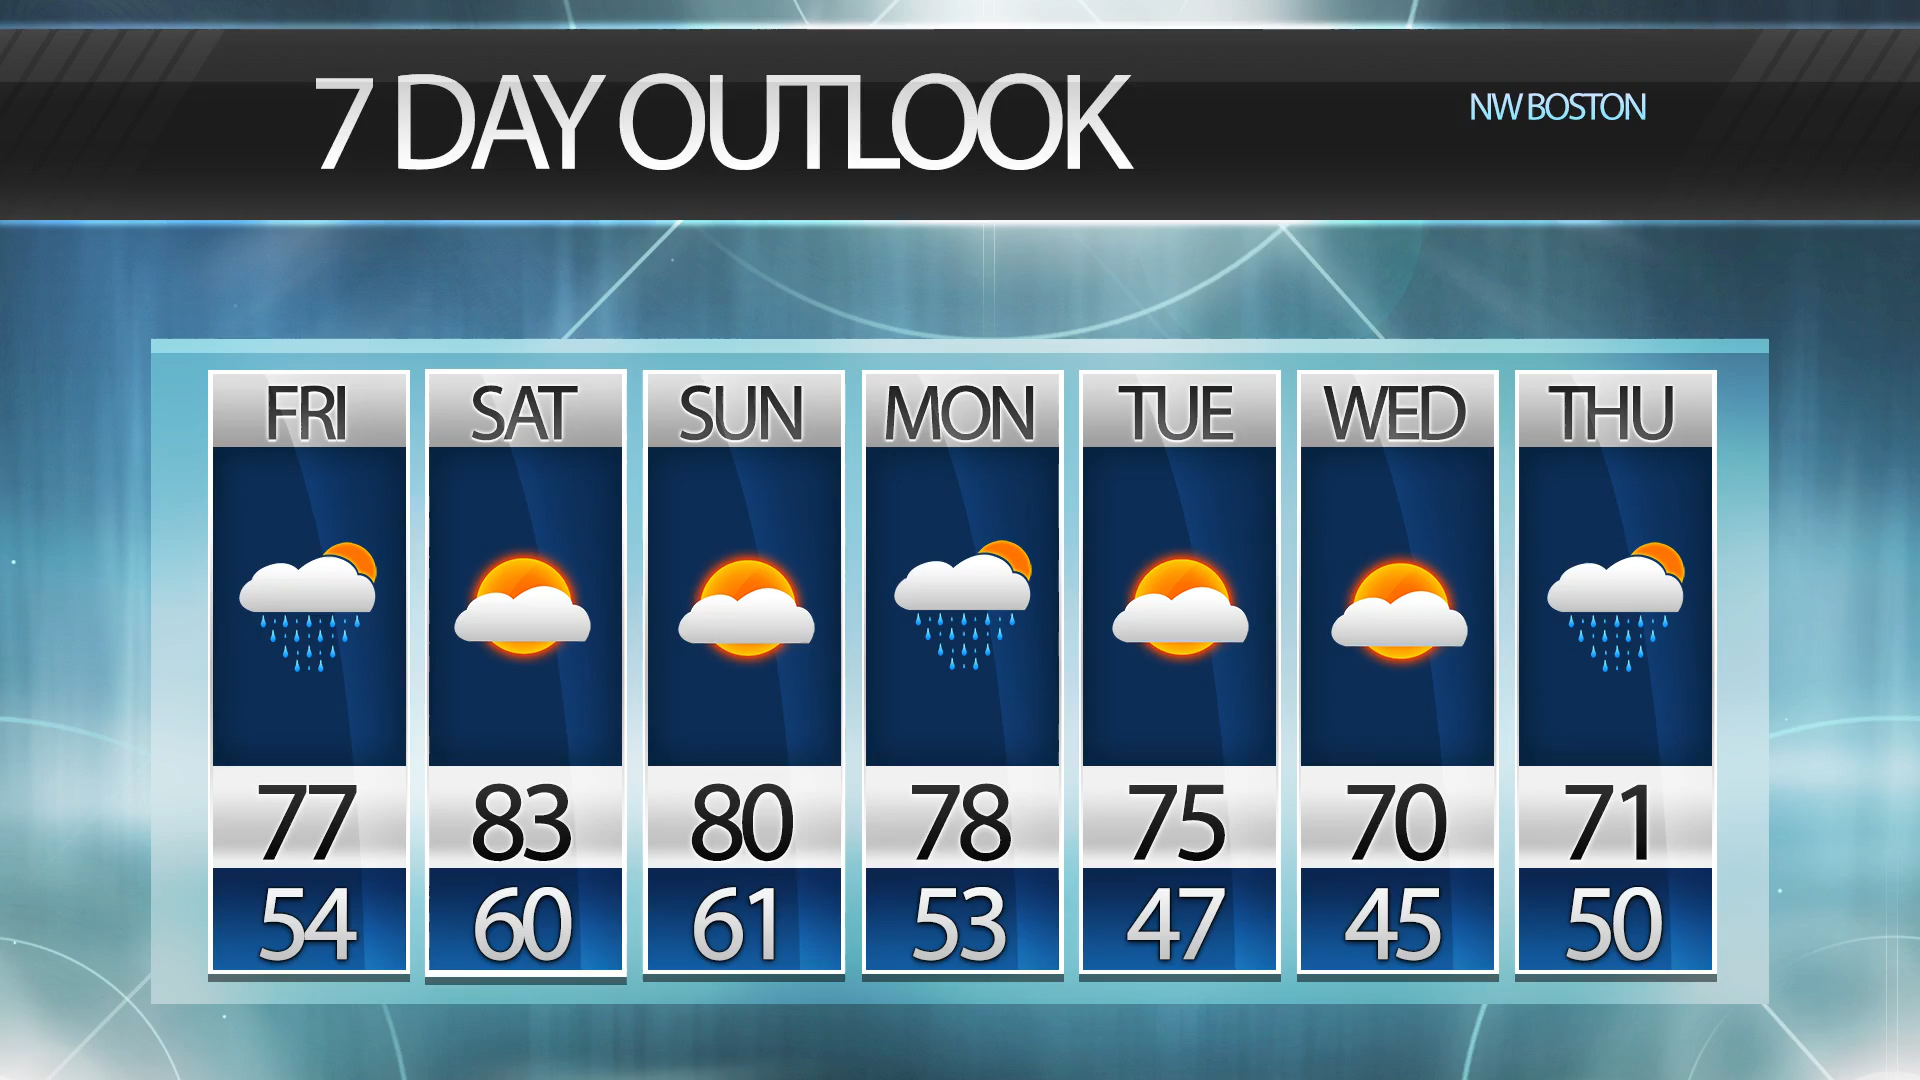 7 DAY OUTLOOK
NW BOSTON
FRI SAT SUN MON TUE WED THU
77 83 80 78 75 70 71
54 60 61 53 47 45 50